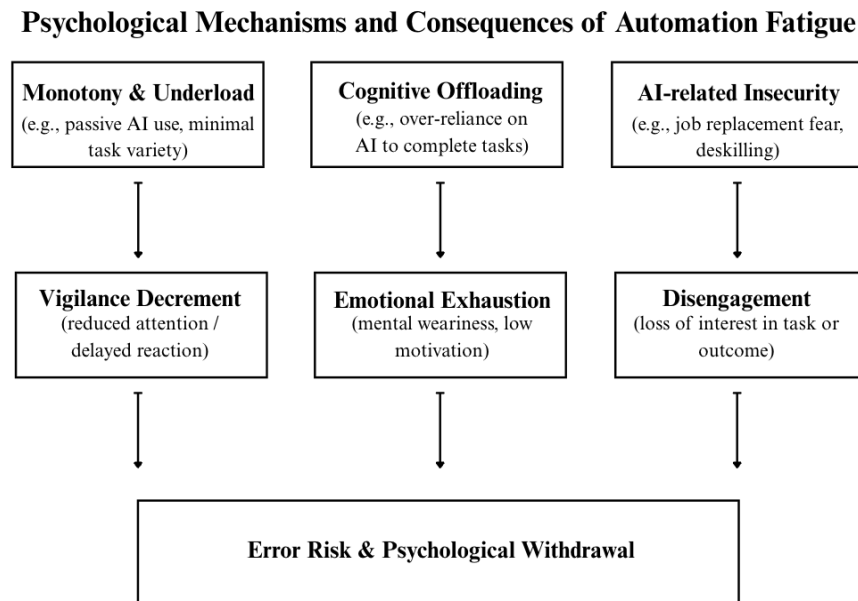 Psychological Mechanisms and Consequences of Automation Fatigue
Monotony & Underload
(e.g., passive AI use, minimal
task variety)
Cognitive Offloading
(e.g., over-reliance on
AI to complete tasks)
AI-related Insecurity
(e.g., job replacement fear,
deskilling)
Vigilance Decrement
(reduced attention /
delayed reaction)
Emotional Exhaustion
(mental weariness, low
motivation)
Disengagement
(loss of interest in task or
outcome)
Error Risk & Psychological Withdrawal